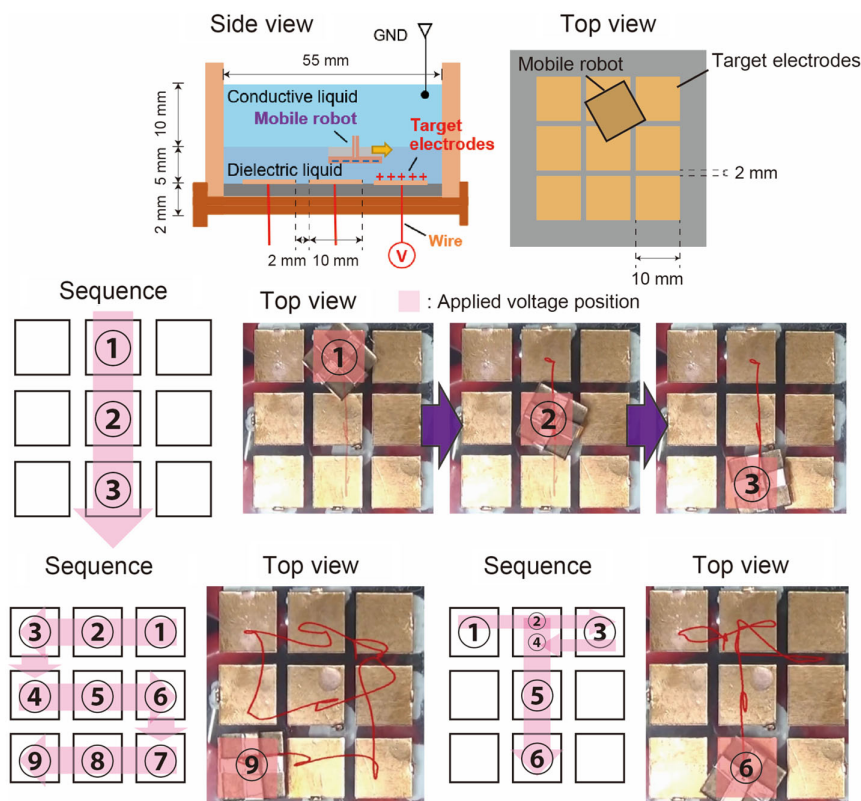 Side view
GND
55 mm
Conductive liquid
Mobile robot
Target
electrodes
Dielectric liquid
10 mm
5 mm
2 mm
2 mm
10 mm
Wire
V
+ + + + +
Top view
Mobile robot
Target electrodes
2 mm
10 mm
Sequence
1
2
3
Top view
: Applied voltage position
1
2
3
Sequence
3 2 1
4 5 6
9 8 7
Top view
9
Sequence
1 2 3
4
5
6
Top view
6